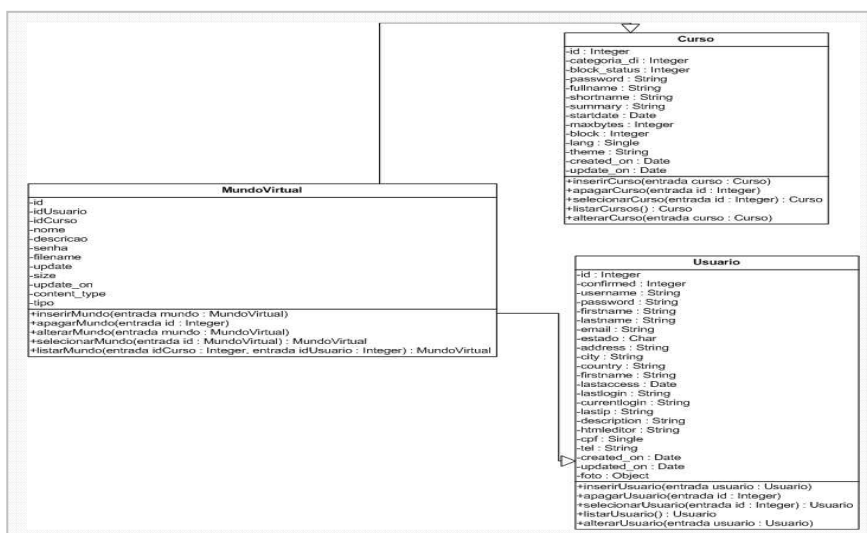 Curso
-id : Integer
-categoria_di : Integer
-block_status : Integer
-password : String
-fullname : String
-shortname : String
-summary : String
-startdate : Date
-maxbytes : Integer
-block : Integer
-lang : Single
-theme : String
-created_on : Date
-update_on : Date
+inserirCurso(entrada curso : Curso)
+apagarCurso(entrada id : Integer)
+selecionarCurso(entrada id : Integer) : Curso
+listarCursos() : Curso
+alterarCurso(entrada curso : Curso)
MundoVirtual
-id
-idUsuario
-idCurso
-nome
-descricao
-senha
-filename
-update
-size
-update_on
-content_type
-tipo
+inserirMundo(entrada mundo : MundoVirtual)
+apagarMundo(entrada id : Integer)
+alterarMundo(entrada mundo : MundoVirtual)
+selecionarMundo(entrada id : MundoVirtual) : MundoVirtual
+listarMundo(entrada idCurso : Integer, entrada idUsuario : Integer) : MundoVirtual
Usuario
-id : Integer
-confirmed : Integer
-username : String
-password : String
-firstname : String
-lastname : String
-email : String
-estado : Char
-address : String
-city : String
-country : String
-firstname : String
-lastaccess : Date
-lastlogin : String
-currentlogin : String
-lastip : String
-description : String
-htmleditor : String
-cpf : Single
-tel : String
-created_on : Date
-updated_on : Date
-foto : Object
+inserirUsuario(entrada usuario : Usuario)
+apagarUsuario(entrada id : Integer)
+selecionarUsuario(entrada id : Integer) : Usuario
+listarUsuario() : Usuario
+alterarUsuario(entrada usuario : Usuario)